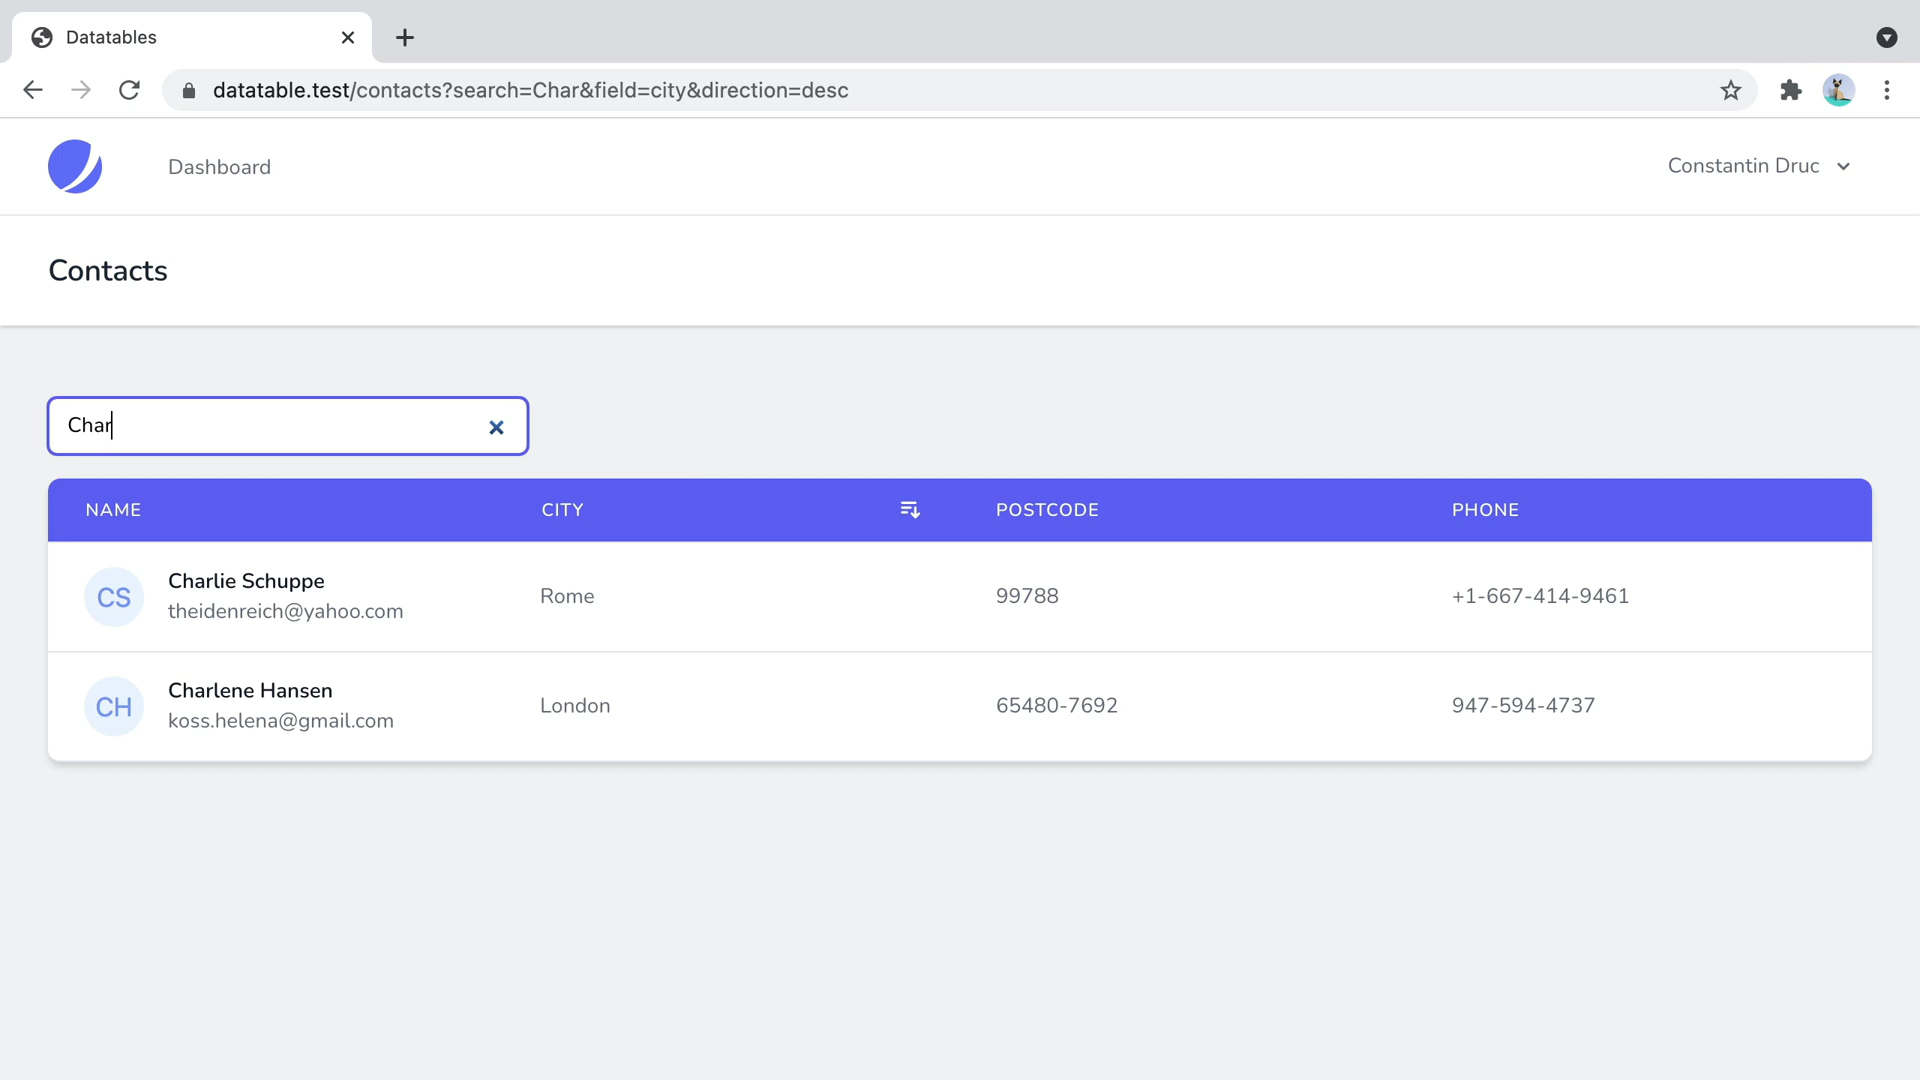 Datatables
datatable.test/contacts?search=Char&field=city&direction=desc
Dashboard
Constantin Druc
Contacts
Char
NAME CITY POSTCODE PHONE
CS Charlie Schuppe
theidenreich@yahoo.com
Rome 99788 +1-667-414-9461
CH Charlene Hansen
koss.helena@gmail.com
London 65480-7692 947-594-4737